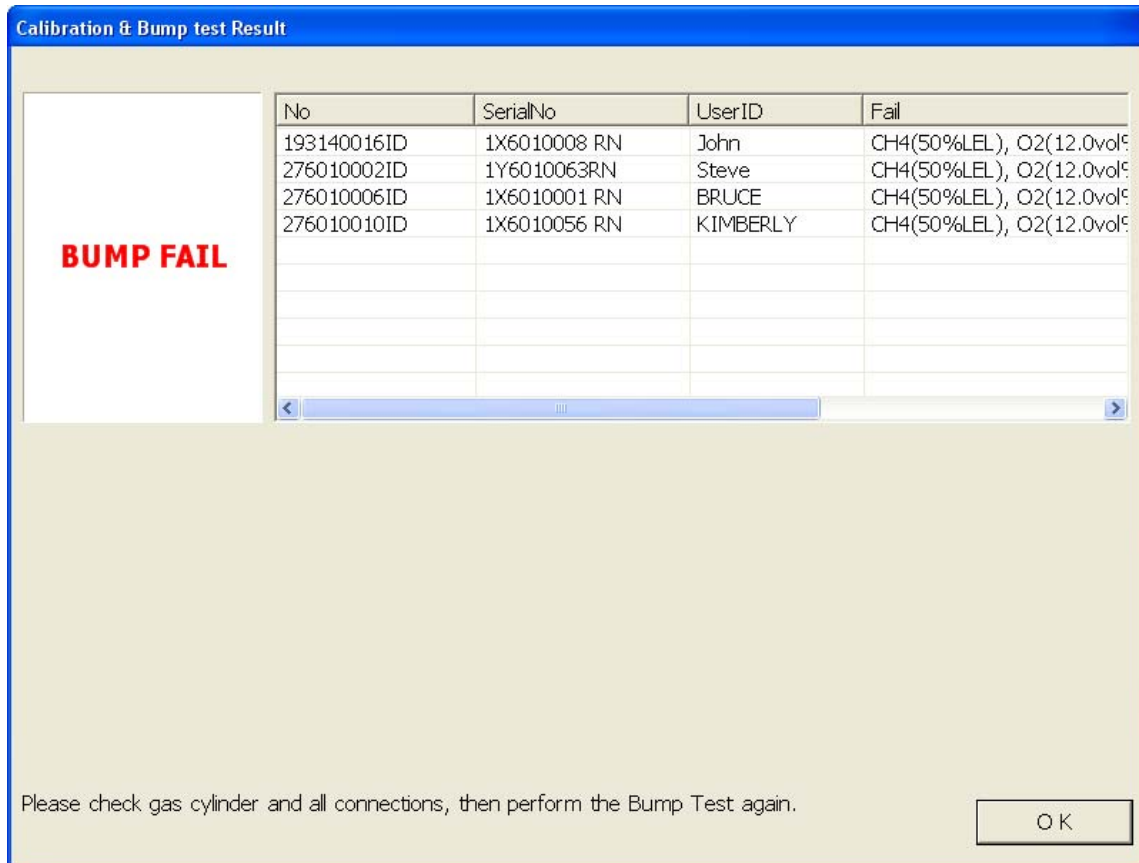 Calibration & Bump test Result
No SerialNo UserID Fail
193140016ID 1X6010008 RN John CH4(50%LEL), O2(12.0vol%
276010002ID 1Y6010063RN Steve CH4(50%LEL), O2(12.0vol%
276010006ID 1X6010001 RN BRUCE CH4(50%LEL), O2(12.0vol%
276010010ID 1X6010056 RN KIMBERLY CH4(50%LEL), O2(12.0vol%
BUMP FAIL
Please check gas cylinder and all connections, then perform the Bump Test again.
OK